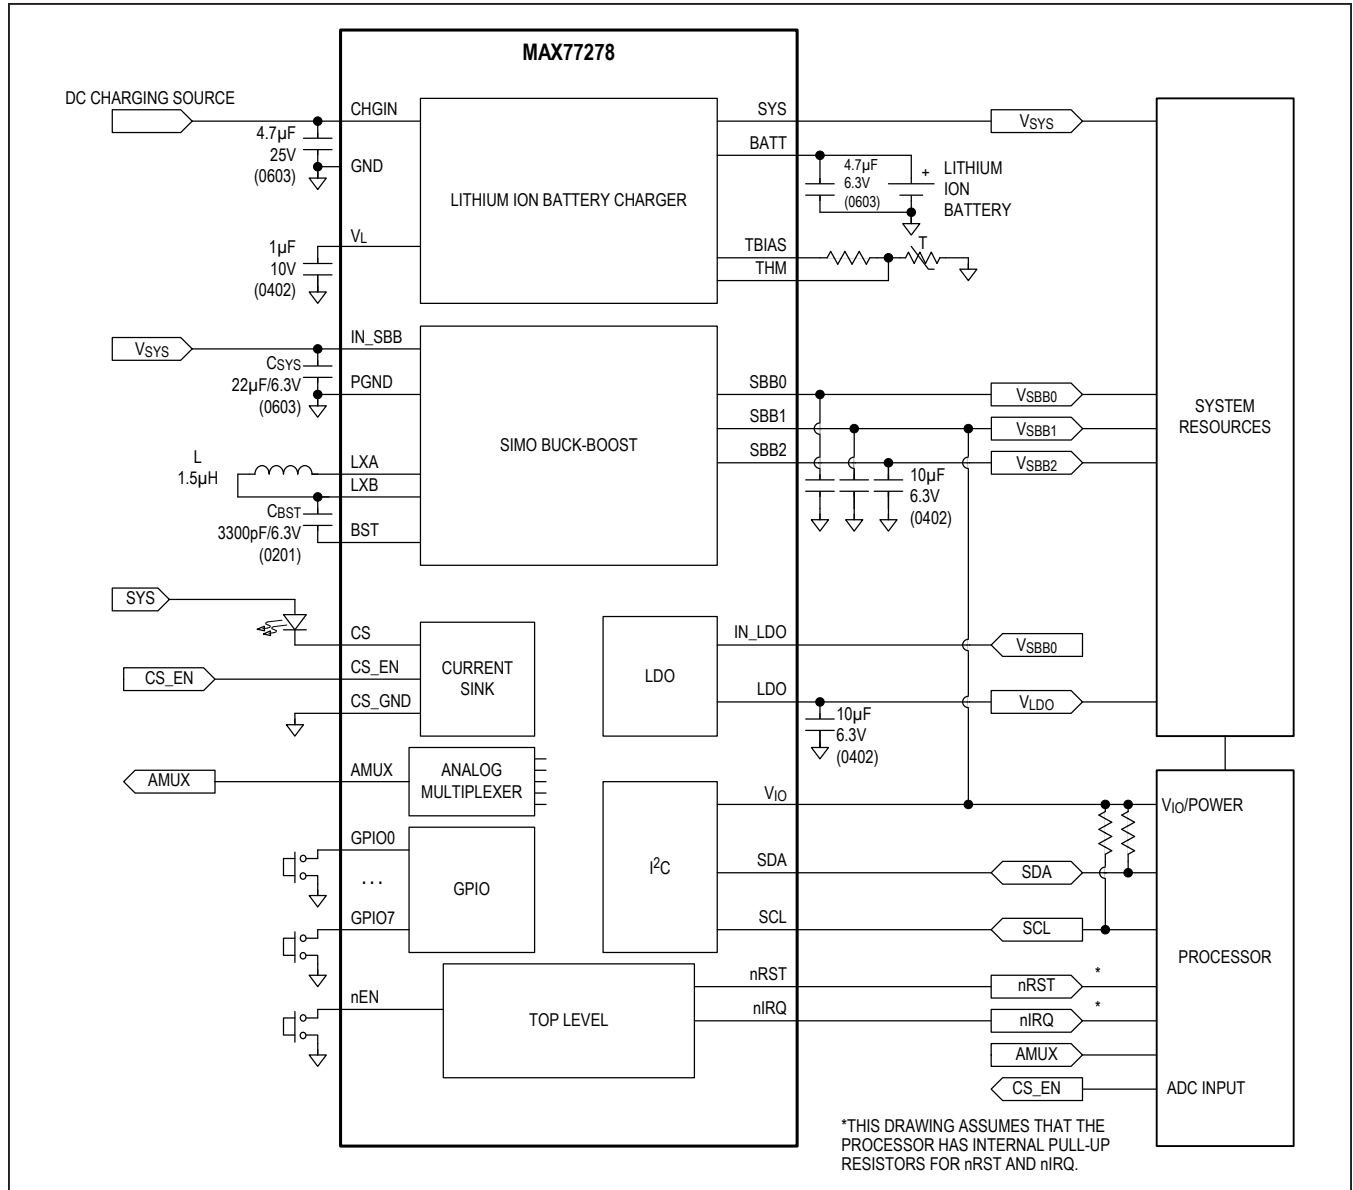 MAX77278
DC CHARGING SOURCE
4.7µF
25V
(0603)
CHGIN
GND
1µF
10V
(0402)
VL
LITHIUM ION BATTERY CHARGER
SYS
BATT
TBIAS
THM
VSYS
4.7µF
6.3V
(0603)
+
LITHIUM
ION
BATTERY
T
VSYS
CSYS
22µF/6.3V
(0603)
IN_SBB
PGND
L
1.5µH
LXA
LXB
CBST
3300pF/6.3V
(0201)
BST
SIMO BUCK-BOOST
SBB0
SBB1
SBB2
VSBB0
VSBB1
VSBB2
10µF
6.3V
(0402)
SYSTEM
RESOURCES
SYS
CS
CS_EN
CS_EN
CS_GND
CURRENT
SINK
LDO
IN_LDO
LDO
VSBB0
VLDO
10µF
6.3V
(0402)
AMUX
AMUX
ANALOG
MULTIPLEXER
GPIO0
...
GPIO7
GPIO
I2C
VIO
SDA
SCL
VIO/POWER
SDA
SCL
nEN
TOP LEVEL
nRST
nIRQ
nRST
*
nIRQ
*
AMUX
CS_EN
PROCESSOR
ADC INPUT
*THIS DRAWING ASSUMES THAT THE
PROCESSOR HAS INTERNAL PULL-UP
RESISTORS FOR nRST AND nIRQ.